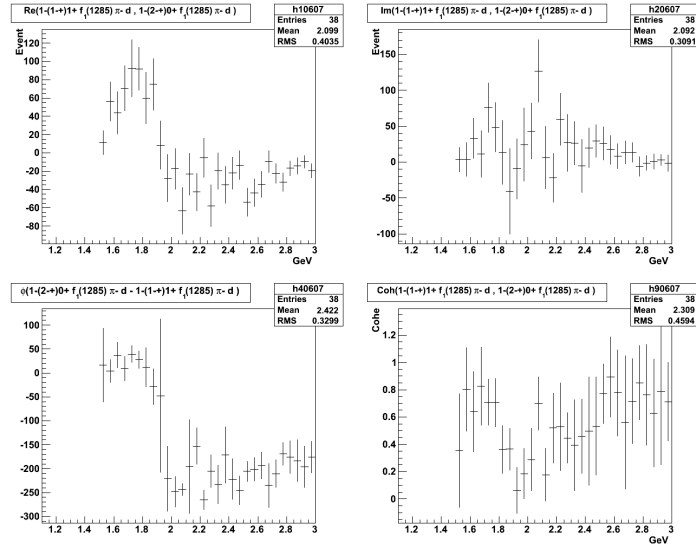 Re(1-(1-+)1+ f1(1285) π- d , 1-(2-+)0+ f1(1285) π- d )
h10607
Entries 38
Mean 2.099
RMS 0.4035
Event
120
100
80
60
40
20
0
-20
-40
-60
-80
1.2 1.4 1.6 1.8 2 2.2 2.4 2.6 2.8 3
GeV
Im(1-(1-+)1+ f1(1285) π- d , 1-(2-+)0+ f1(1285) π- d )
h20607
Entries 38
Mean 2.092
RMS 0.3091
Event
150
100
50
0
-50
-100
1.2 1.4 1.6 1.8 2 2.2 2.4 2.6 2.8 3
GeV
φ(1-(2-+)0+ f1(1285) π- d - 1-(1-+)1+ f1(1285) π- d )
h40607
Entries 38
Mean 2.422
RMS 0.3299
100
50
0
-50
-100
-150
-200
-250
-300
1.2 1.4 1.6 1.8 2 2.2 2.4 2.6 2.8 3
Coh(1-(1-+)1+ f1(1285) π- d , 1-(2-+)0+ f1(1285) π- d )
h90607
Entries 38
Mean 2.309
RMS 0.4594
Cohe
1.2
1
0.8
0.6
0.4
0.2
0
1.2 1.4 1.6 1.8 2 2.2 2.4 2.6 2.8 3
GeV